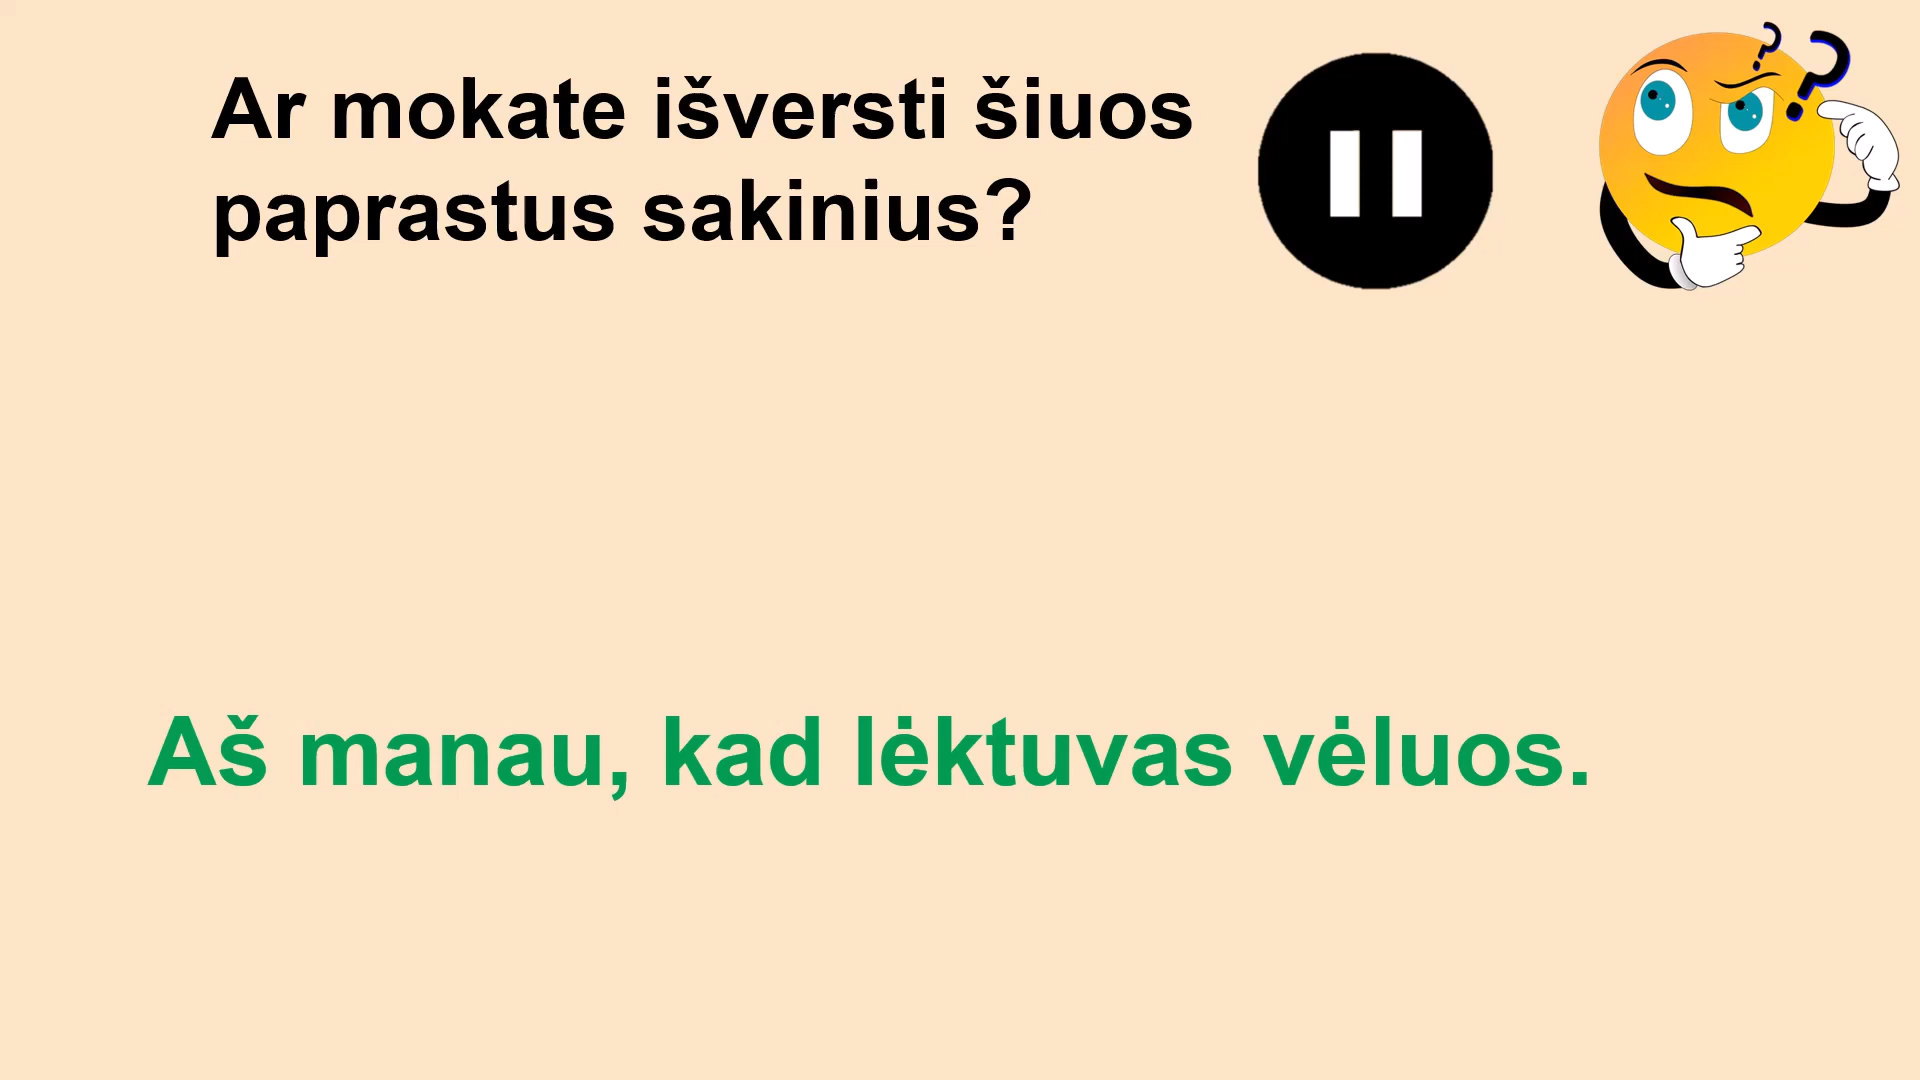 Ar mokate išversti šiuos
paprastus sakinius?
Aš manau, kad lėktuvas vėluos.